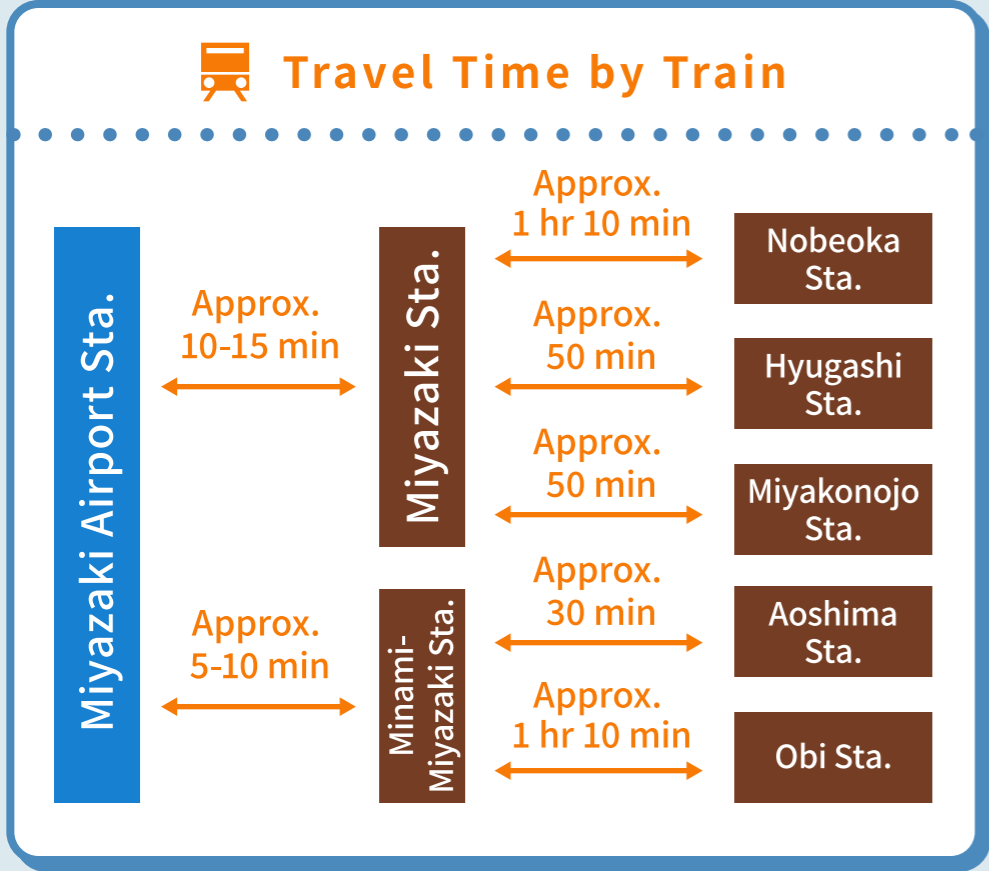 Travel Time by Train
Miyazaki Airport Sta.
Approx.
10-15 min
Approx.
5-10 min
Miyazaki Sta.
Minami-
Miyazaki Sta.
Approx.
1 hr 10 min
Nobeoka
Sta.
Approx.
50 min
Hyugashi
Sta.
Approx.
50 min
Miyakonojo
Sta.
Approx.
30 min
Aoshima
Sta.
Approx.
1 hr 10 min
Obi Sta.